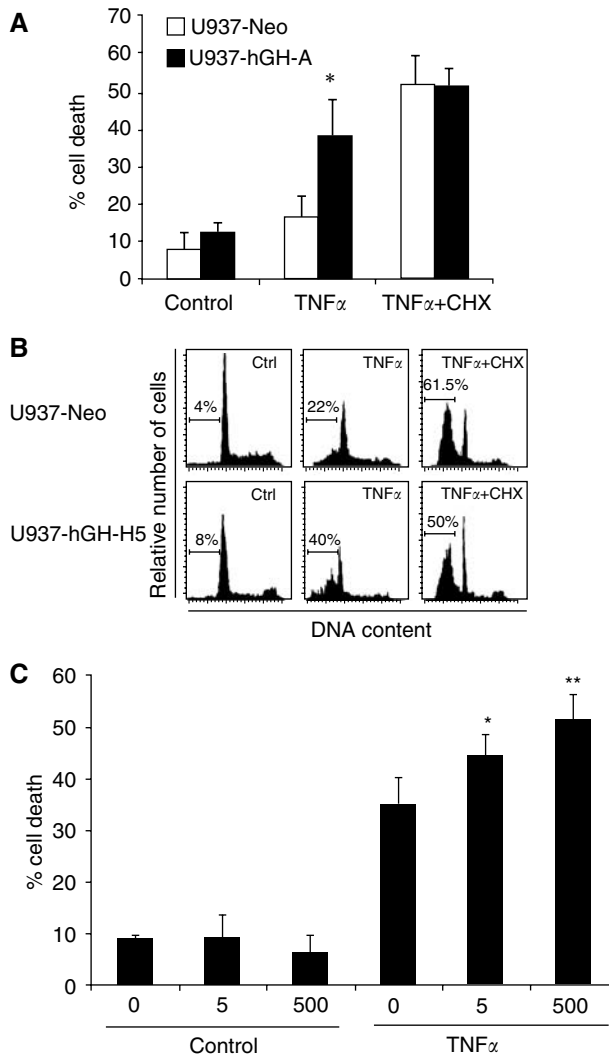 A
U937-Neo
U937-hGH-A
*
70
60
50
40
30
20
10
0
% cell death
Control TNFα TNFα+CHX
B
U937-Neo
U937-hGH-H5
Relative number of cells
Ctrl TNFα TNFα+CHX
4% 22% 61.5%
Ctrl TNFα TNFα+CHX
8% 40% 50%
DNA content
C
60
50
40
30
20
10
0
% cell death
* **
0 5 500 0 5 500
Control TNFα